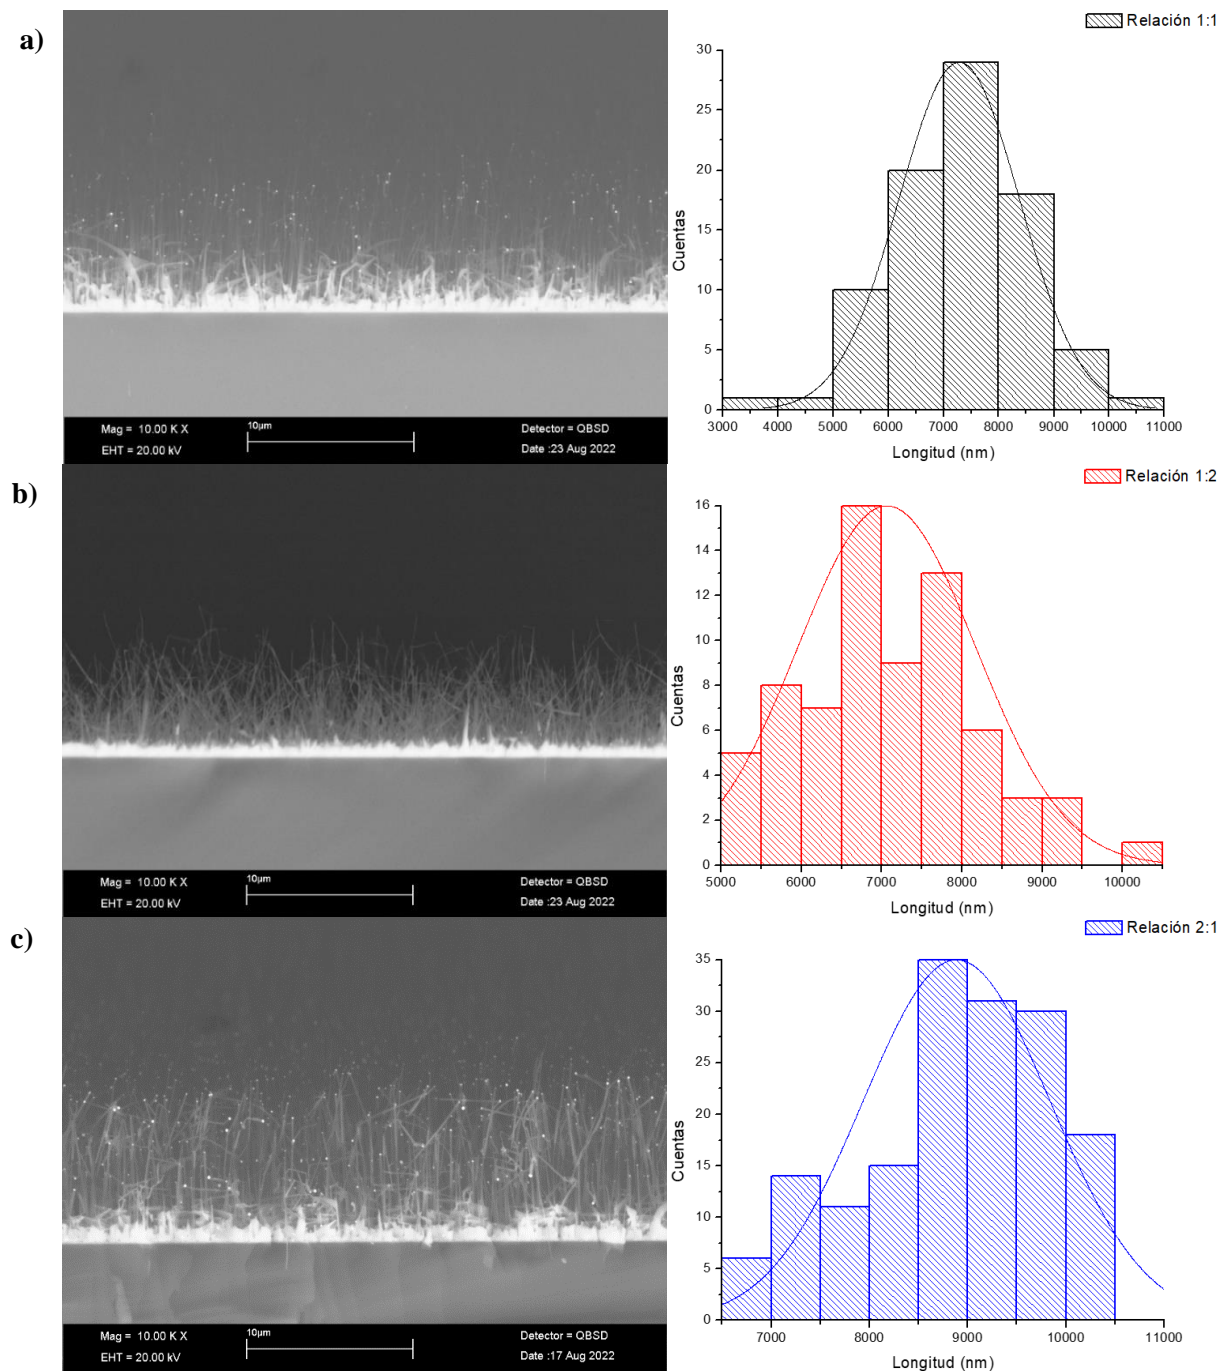 a)
Mag = 10.00 K X
EHT = 20.00 kV
10µm
Detector = QBSD
Date :23 Aug 2022
Relación 1:1
30
25
20
15
10
5
0
Cuentas
3000 4000 5000 6000 7000 8000 9000 10000 11000
Longitud (nm)
b)
Mag = 10.00 K X
EHT = 20.00 kV
10µm
Detector = QBSD
Date :23 Aug 2022
Relación 1:2
16
14
12
10
8
6
4
2
0
Cuentas
5000 6000 7000 8000 9000 10000
Longitud (nm)
c)
Mag = 10.00 K X
EHT = 20.00 kV
10µm
Detector = QBSD
Date :17 Aug 2022
Relación 2:1
35
30
25
20
15
10
5
0
Cuentas
7000 8000 9000 10000 11000
Longitud (nm)